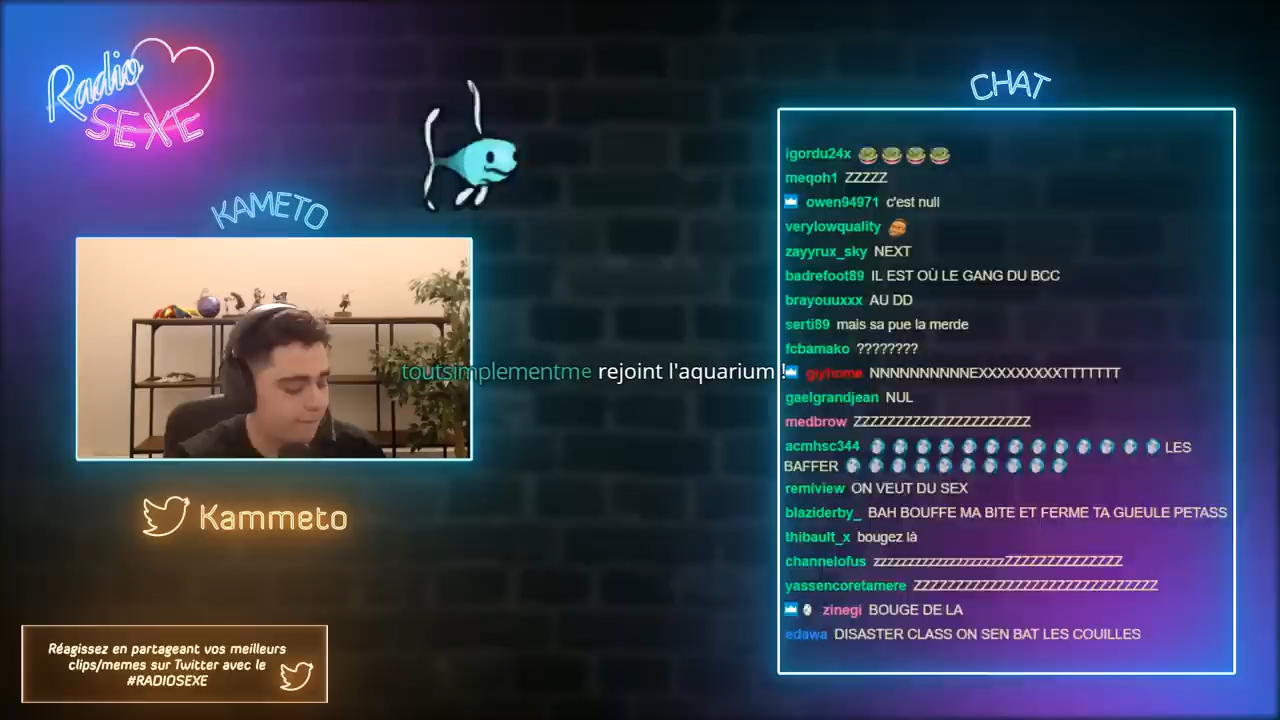 Radio
SEXE
KAMETO
toutsimplementme rejoint l'aquarium !
Kammeto
Réagissez en partageant vos meilleurs
clips/memes sur Twitter avec le
#RADIOSEXE
CHAT
igordu24x
meqoh1 ZZZZZ
owen94971 c'est null
verylowquality
zayyrux_sky NEXT
badrefoot89 IL EST OÙ LE GANG DU BCC
brayouuxxx AU DD
serti89 mais sa pue la merde
fcbamako ????????
giyhome NNNNNNNNNNEXXXXXXXXXTTTTTTT
gaelgrandjean NUL
medbrow ZZZZZZZZZZZZZZZZZZZZZ
acmhsc344 LES
BAFFER
remiview ON VEUT DU SEX
blaziderby_ BAH BOUFFE MA BITE ET FERME TA GUEULE PETASS
thibault_x bougez là
channelofus zzzzzzzzzzzzzzzzzzzzzzZZZZZZZZZZZZZZ
yassencoretamere ZZZZZZZZZZZZZZZZZZZZZZZZZZZZZ
zinegi BOUGE DE LA
edawa DISASTER CLASS ON SEN BAT LES COUILLES